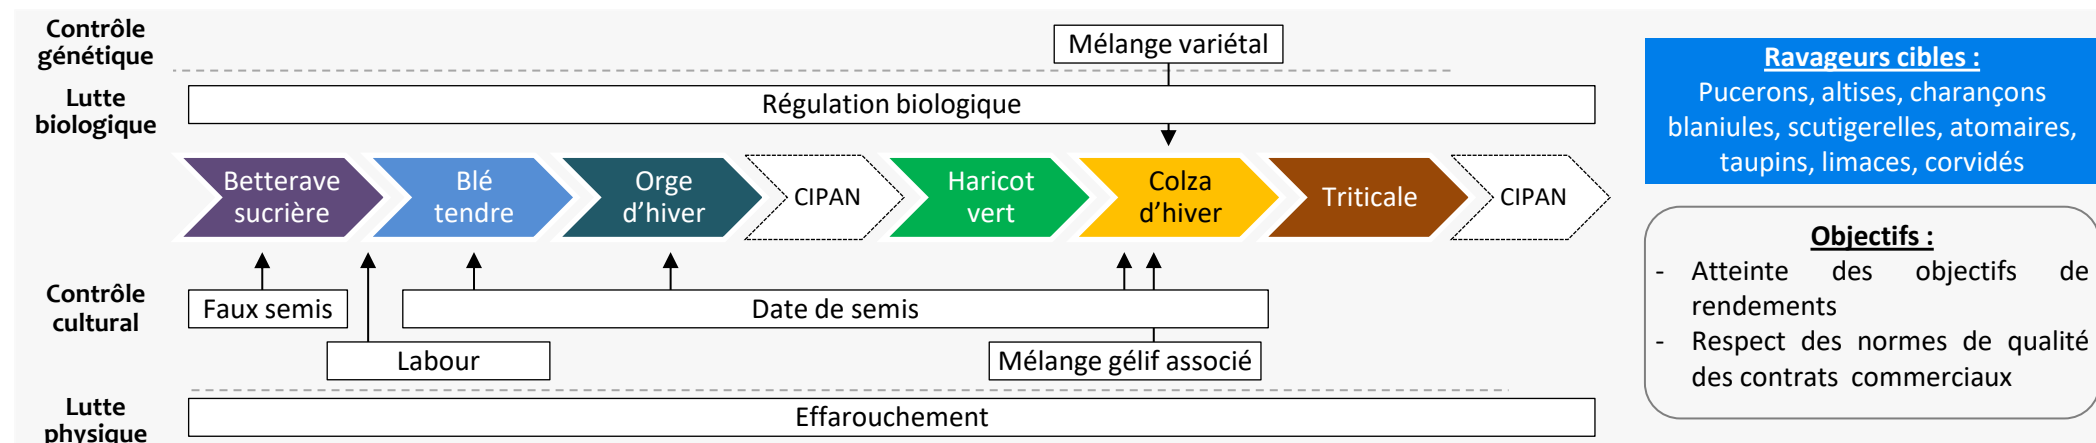 Contrôle
génétique
Mélange variétal
Lutte
biologique
Régulation biologique
Betterave
sucrière
Blé
tendre
Orge
d'hiver
CIPAN
Haricot
vert
Colza
d'hiver
Triticale
CIPAN
Contrôle
cultural
Faux semis
Date de semis
Labour
Mélange gélif associé
Lutte
physique
Effarouchement
Ravageurs cibles :
Pucerons, altises, charançons
blaniules, scutigerelles, atomaires,
taupins, limaces, corvidés
Objectifs :
- Atteinte des objectifs de
rendements
- Respect des normes de qualité
des contrats commerciaux